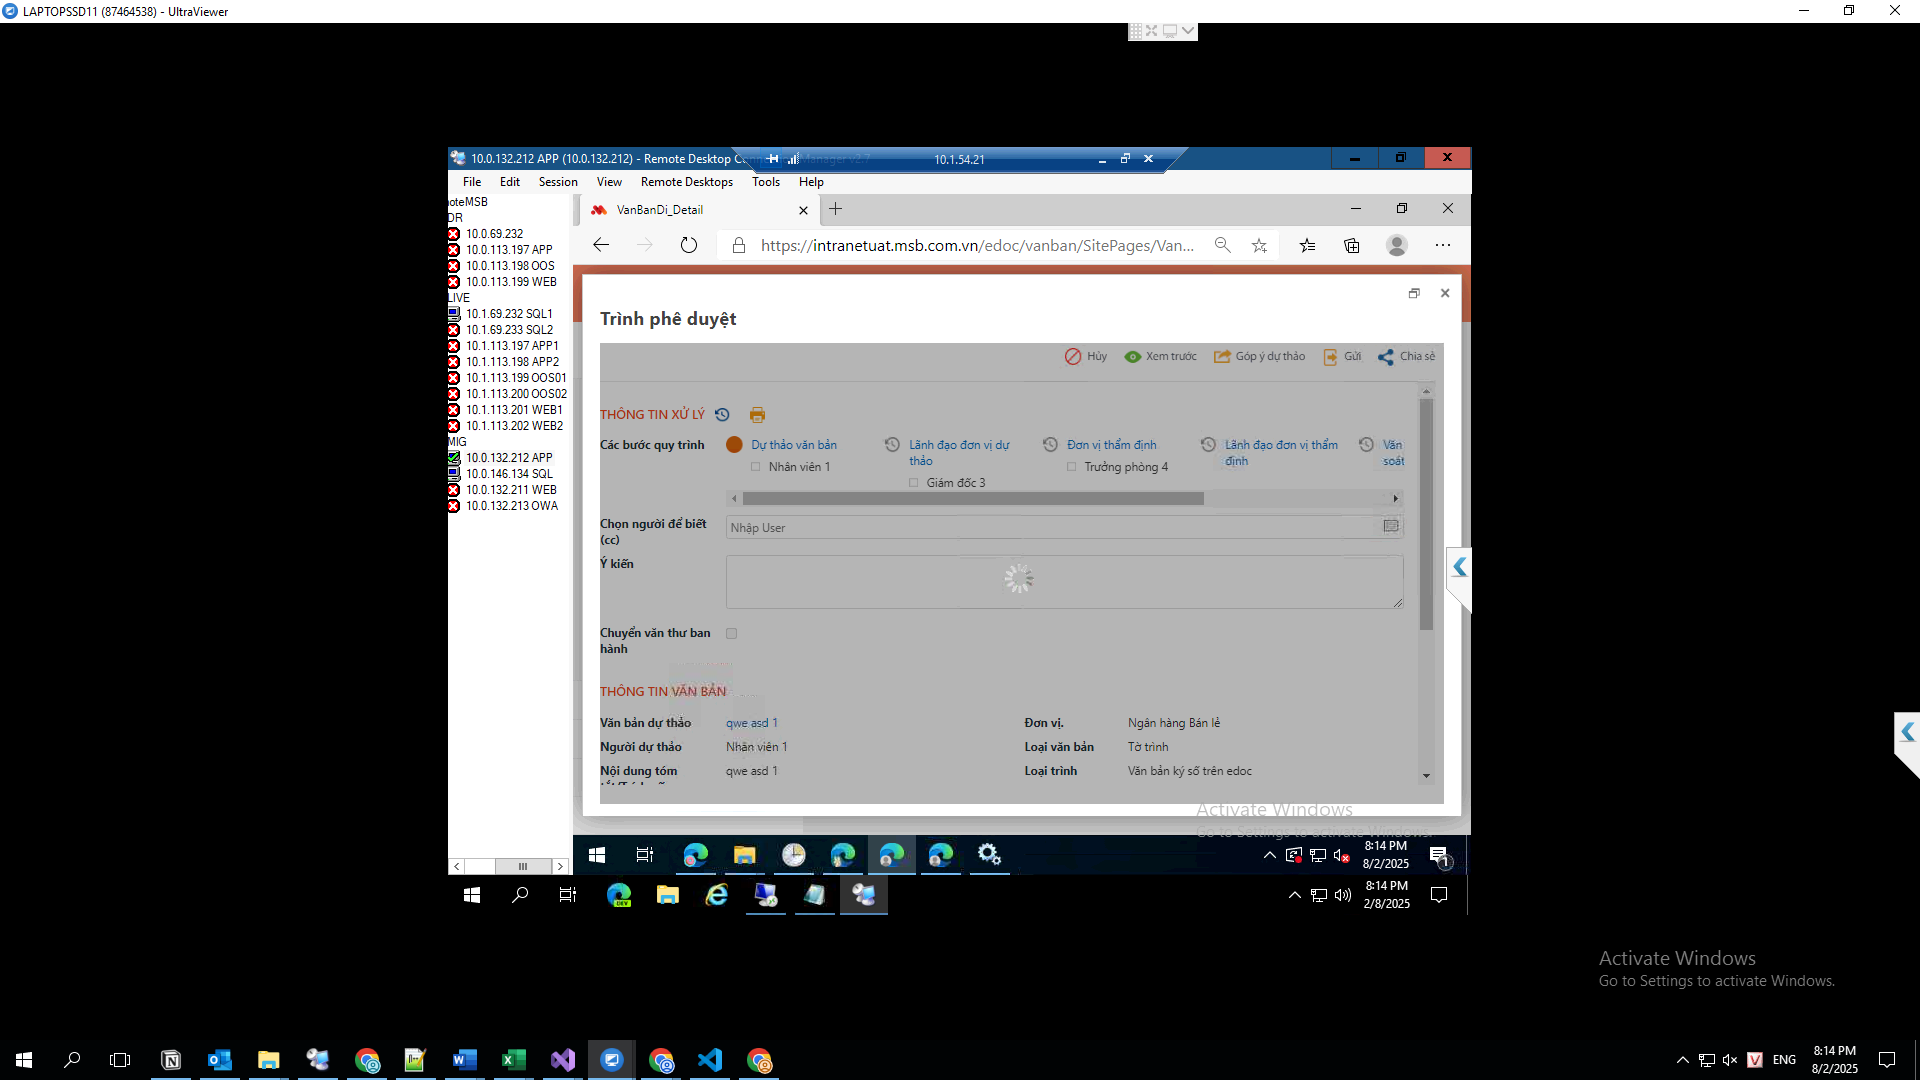 LAPTOPSSD11 (87464538) - UltraViewer
10.0.132.212 APP (10.0.132.212) - Remote Desktop Connection Manager v2.7
10.1.54.21
File Edit Session View Remote Desktops Tools Help
oteMSB
DR
10.0.69.232
10.0.113.197 APP
10.0.113.198 OOS
10.0.113.199 WEB
LIVE
10.1.69.232 SQL1
10.1.69.233 SQL2
10.1.113.197 APP1
10.1.113.198 APP2
10.1.113.199 OOS01
10.1.113.200 OOS02
10.1.113.201 WEB1
10.1.113.202 WEB2
MIG
10.0.132.212 APP
10.0.146.134 SQL
10.0.132.211 WEB
10.0.132.213 OWA
VanBanDi_Detail
https://intranetuat.msb.com.vn/edoc/vanban/SitePages/Van...
Trình phê duyệt
Hủy Xem trước Góp ý dự thảo Gửi Chia sẻ
THÔNG TIN XỬ LÝ
Các bước quy trình
Dự thảo văn bản
Nhân viên 1
Lãnh đạo đơn vị dự
thảo
Giám đốc 3
Đơn vị thẩm định
Trưởng phòng 4
Lãnh đạo đơn vị thẩm
định
Văn
soát
Chọn người để biết
(cc)
Nhập User
Ý kiến
Chuyển văn thư ban
hành
THÔNG TIN VĂN BẢN
Văn bản dự thảo qwe asd 1 Đơn vị. Ngân hàng Bán lẻ
Người dự thảo Nhân viên 1 Loại văn bản Tờ trình
Nội dung tóm qwe asd 1 Loại trình Văn bản ký số trên edoc
Activate Windows
Go to Settings to activate Windows.
8:14 PM
8/2/2025
1
DEV
8:14 PM
2/8/2025
Activate Windows
Go to Settings to activate Windows.
ENG
8:14 PM
8/2/2025